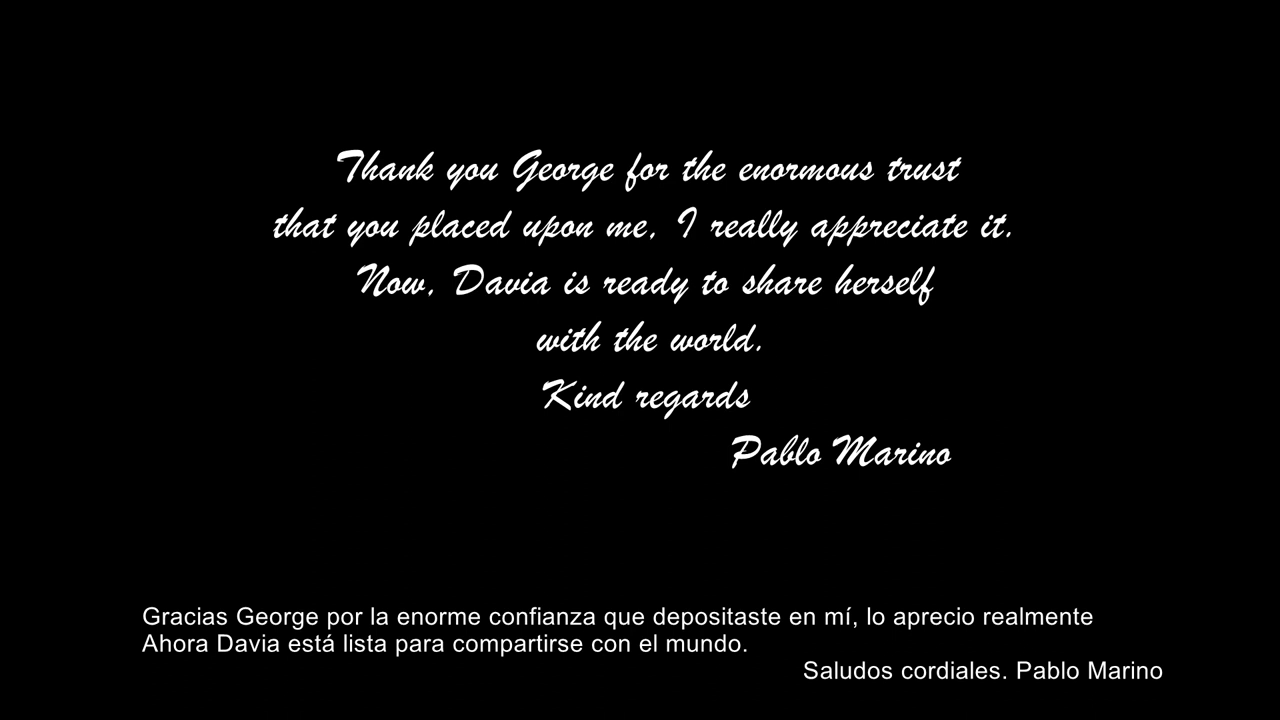 Thank you George for the enormous trust
that you placed upon me, I really appreciate it.
Now, Davia is ready to share herself
with the world.
Kind regards
Pablo Marino
Gracias George por la enorme confianza que depositaste en mí, lo aprecio realmente
Ahora Davia está lista para compartirse con el mundo.
Saludos cordiales. Pablo Marino